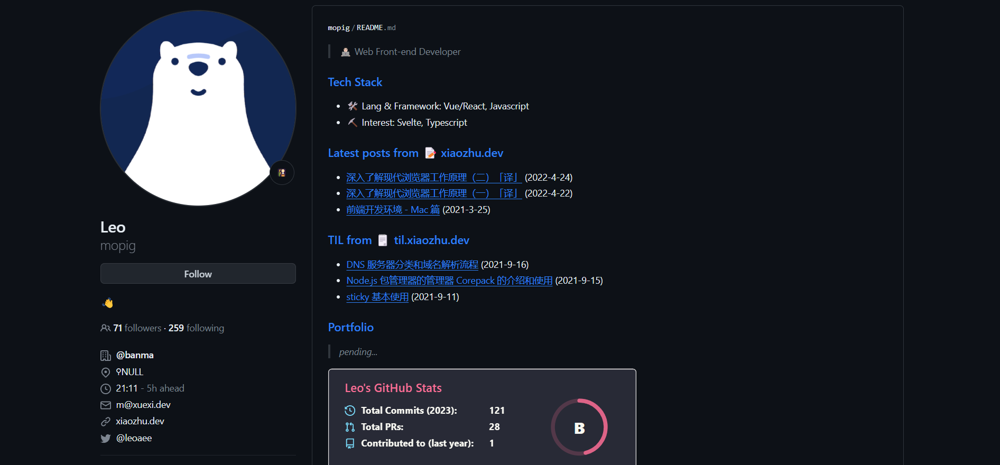 Leo
mopig
Follow
71 followers · 259 following
@banma
⚲NULL
21:11 - 5h ahead
m@xuexi.dev
xiaozhu.dev
@leoaee
mopig/README.md
Web Front-end Developer
Tech Stack
Lang & Framework: Vue/React, Javascript
Interest: Svelte, Typescript
Latest posts from 📝 xiaozhu.dev
深入了解现代浏览器工作原理（二）「译」 (2022-4-24)
深入了解现代浏览器工作原理（一）「译」 (2022-4-22)
前端开发环境 - Mac 篇 (2021-3-25)
TIL from 🗒 til.xiaozhu.dev
DNS 服务器分类和域名解析流程 (2021-9-16)
Node.js 包管理器的管理器 Corepack 的介绍和使用 (2021-9-15)
sticky 基本使用 (2021-9-11)
Portfolio
pending...
Leo's GitHub Stats
Total Commits (2023): 121
Total PRs: 28
Contributed to (last year): 1
B